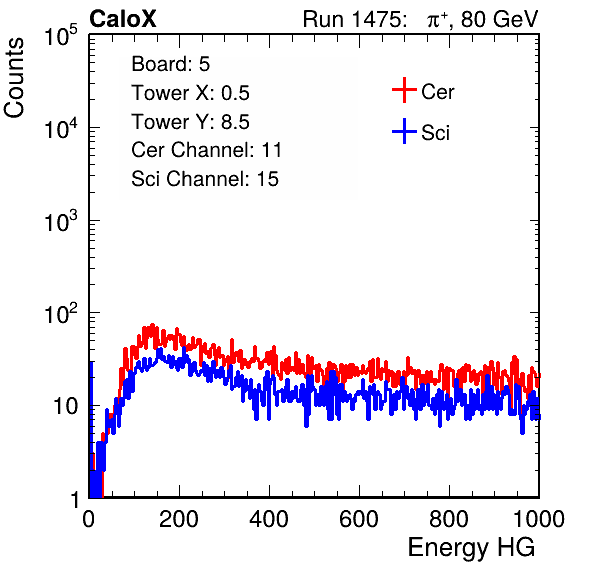 CaloX Run 1475: π⁺, 80 GeV
Counts
Board: 5
Tower X: 0.5
Tower Y: 8.5
Cer Channel: 11
Sci Channel: 15
Cer
Sci
10⁵
10⁴
10³
10²
10
1
0 200 400 600 800 1000
Energy HG